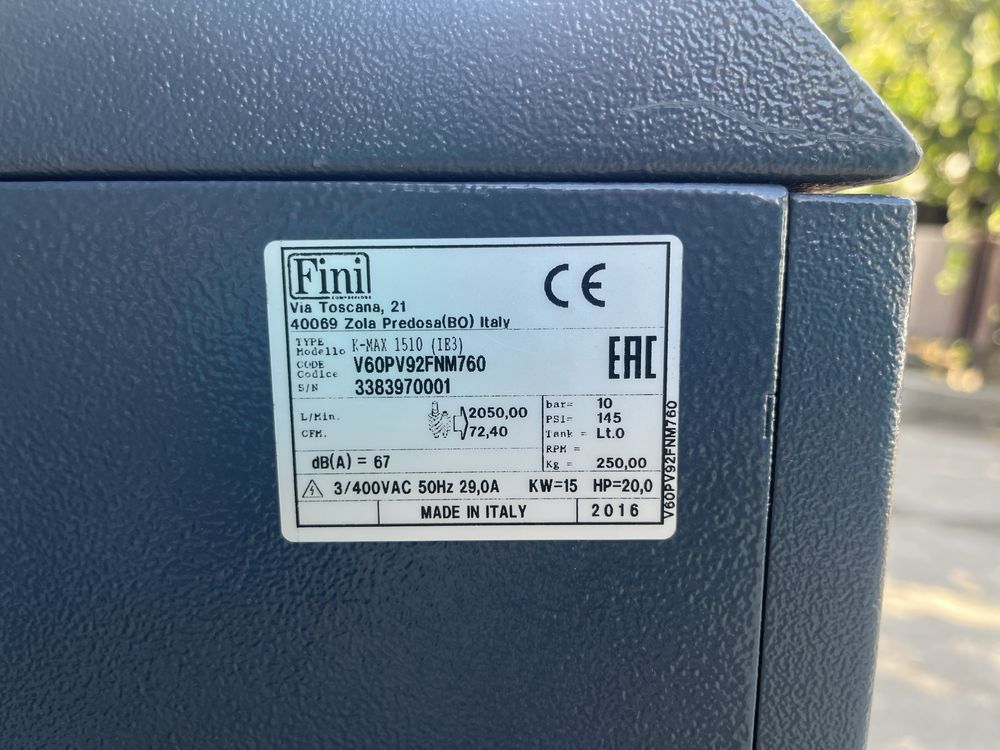 Fini
CE
Via Toscana, 21
40069 Zola Predosa(BO) Italy
TYPE
Modello
K-MAX 1510 (IE3)
EAC
CODE
Codice
V60PV92FNM760
S/N
3383970001
L/Min.
2050,00
CFM.
72,40
bar= 10
PSI= 145
Tank = Lt.0
RPM =
Kg = 250,00
dB(A) = 67
3/400VAC 50Hz 29,0A KW=15 HP=20,0
MADE IN ITALY
2016
V60PV92FNM760